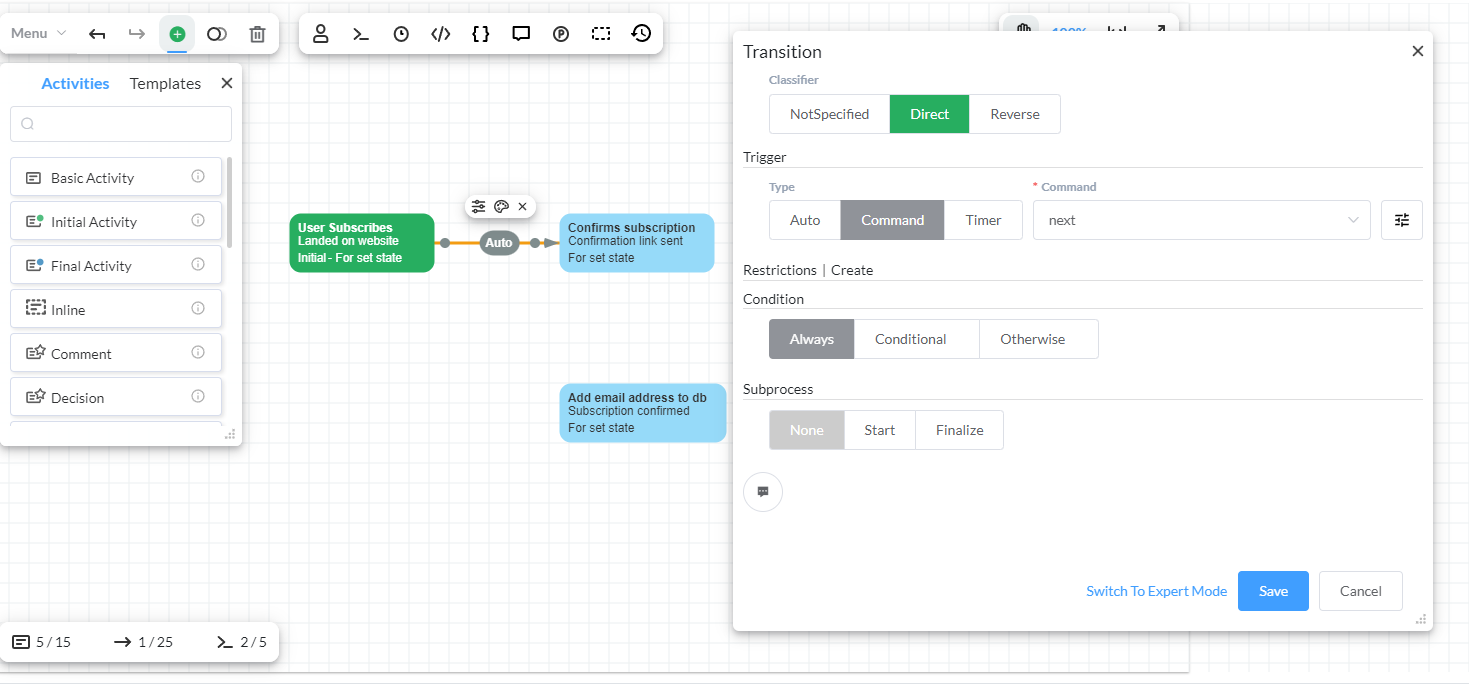 Menu
100%
Activities Templates
Basic Activity
Initial Activity
Final Activity
Inline
Comment
Decision
User Subscribes
Landed on website
Initial - For set state
Auto
Confirms subscription
Confirmation link sent
For set state
Add email address to db
Subscription confirmed
For set state
5 / 15 1 / 25 2 / 5
Transition
Classifier
NotSpecified Direct Reverse
Trigger
Type * Command
Auto Command Timer next
Restrictions | Create
Condition
Always Conditional Otherwise
Subprocess
None Start Finalize
Switch To Expert Mode Save Cancel